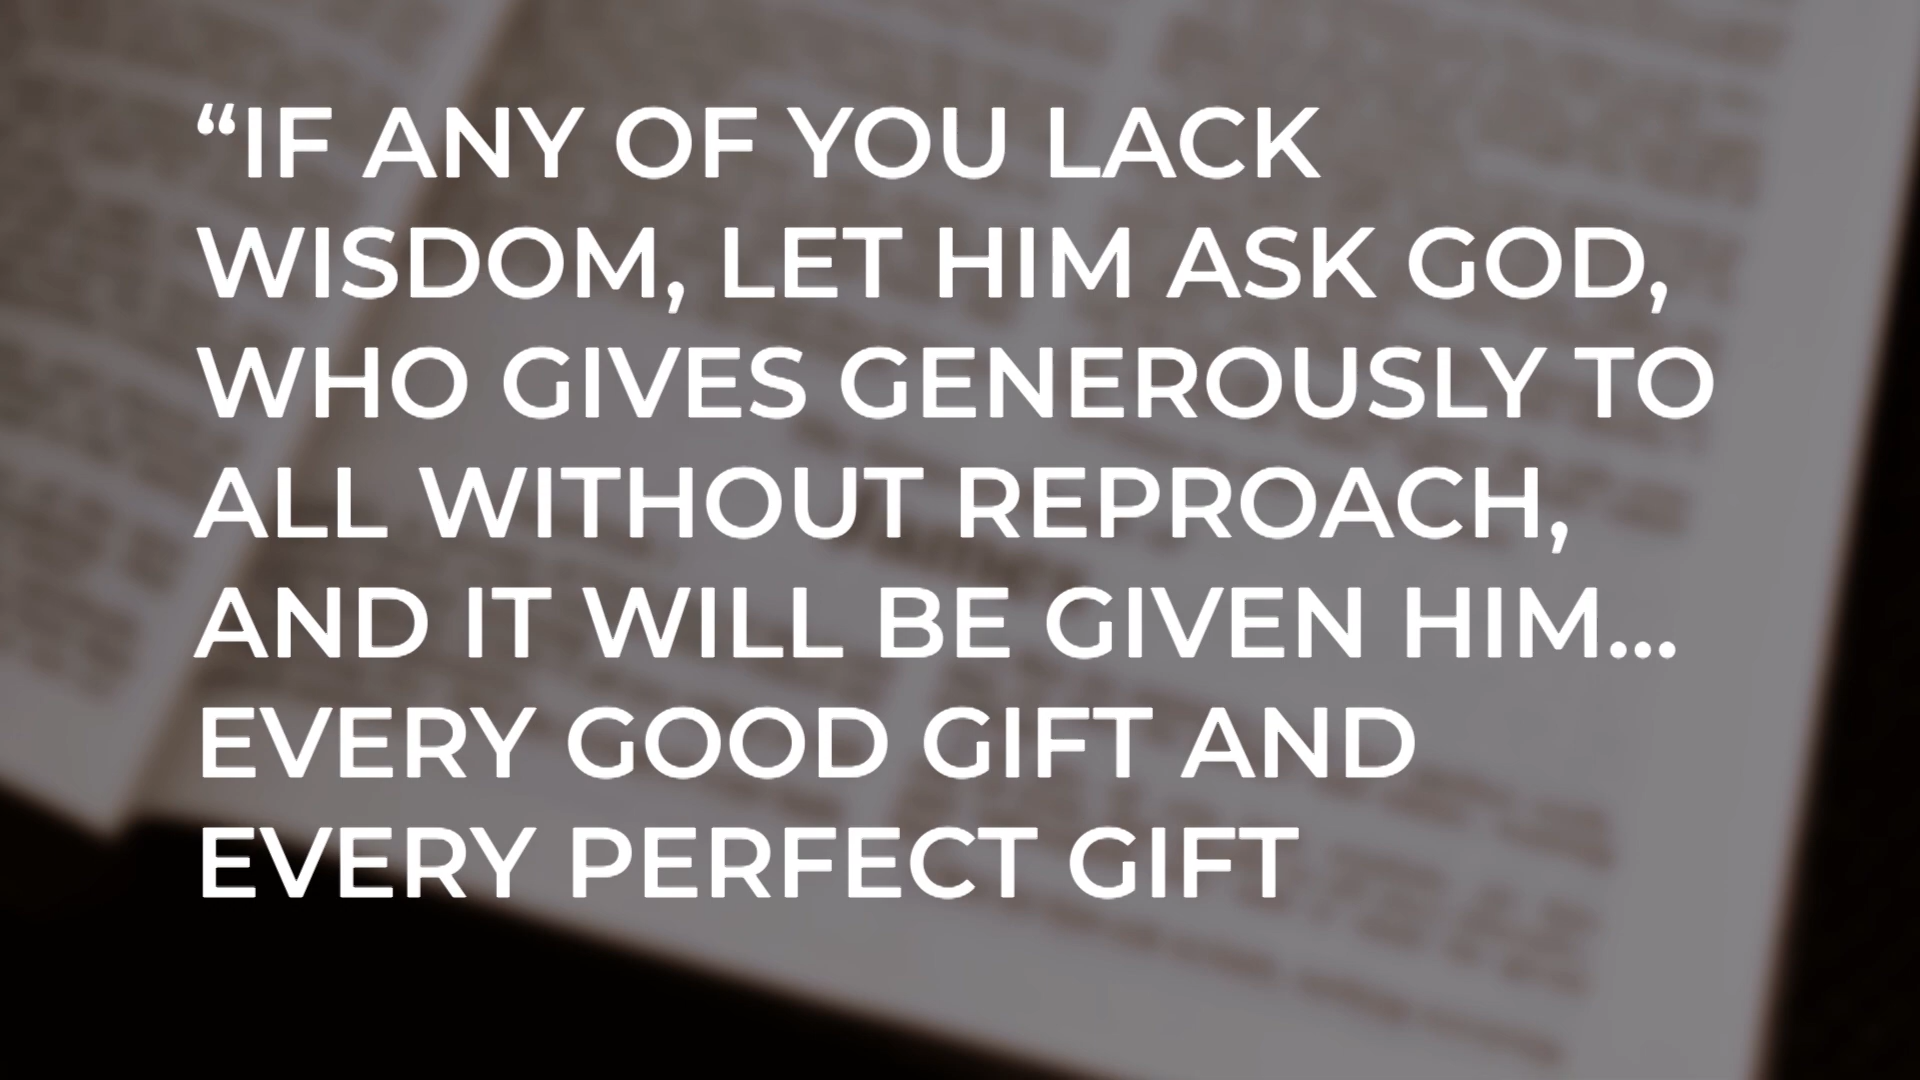 “IF ANY OF YOU LACK
WISDOM, LET HIM ASK GOD,
WHO GIVES GENEROUSLY TO
ALL WITHOUT REPROACH,
AND IT WILL BE GIVEN HIM…
EVERY GOOD GIFT AND
EVERY PERFECT GIFT